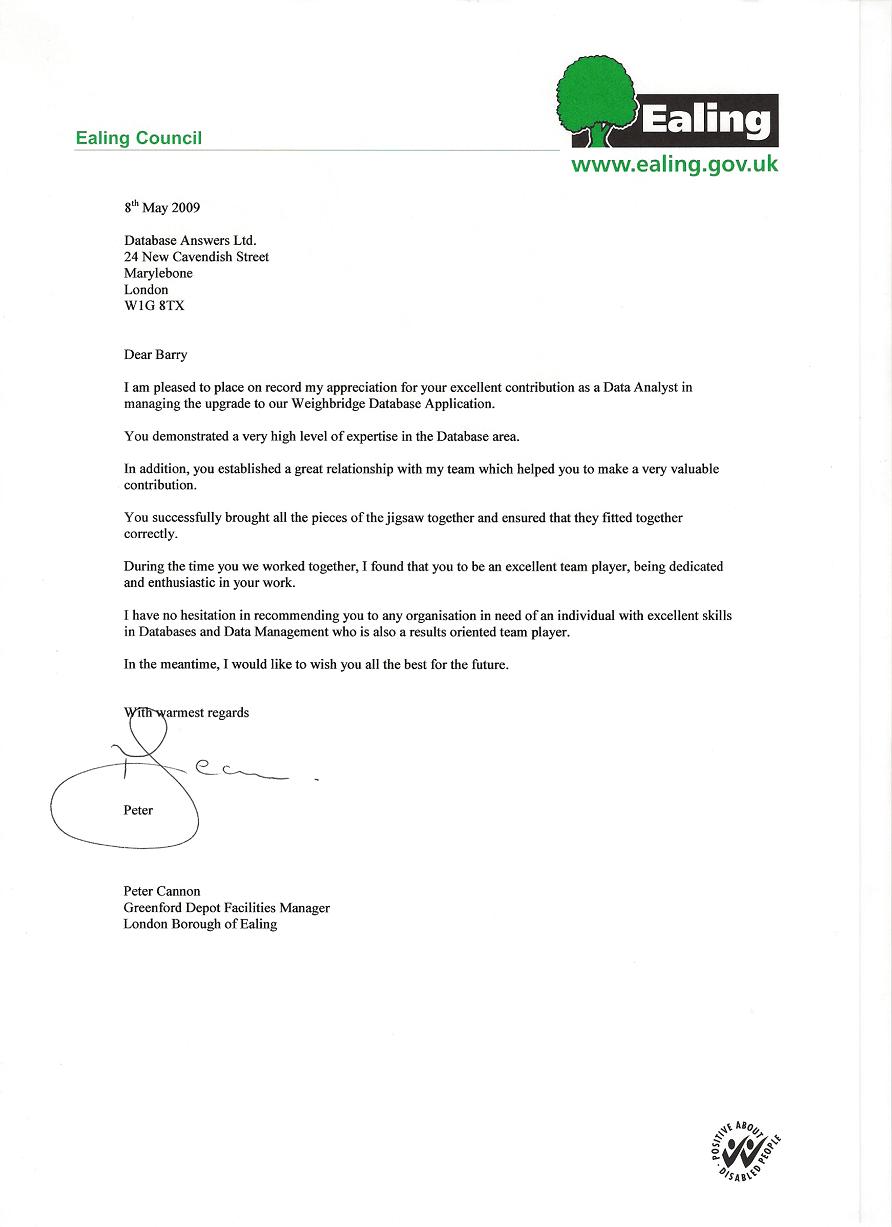 Ealing Council
Ealing
www.ealing.gov.uk
8th May 2009
Database Answers Ltd.
24 New Cavendish Street
Marylebone
London
W1G 8TX
Dear Barry
I am pleased to place on record my appreciation for your excellent contribution as a Data Analyst in
managing the upgrade to our Weighbridge Database Application.
You demonstrated a very high level of expertise in the Database area.
In addition, you established a great relationship with my team which helped you to make a very valuable
contribution.
You successfully brought all the pieces of the jigsaw together and ensured that they fitted together
correctly.
During the time you we worked together, I found that you to be an excellent team player, being dedicated
and enthusiastic in your work.
I have no hesitation in recommending you to any organisation in need of an individual with excellent skills
in Databases and Data Management who is also a results oriented team player.
In the meantime, I would like to wish you all the best for the future.
With warmest regards
Peter
Peter Cannon
Greenford Depot Facilities Manager
London Borough of Ealing
POSITIVE ABOUT
DISABLED PEOPLE